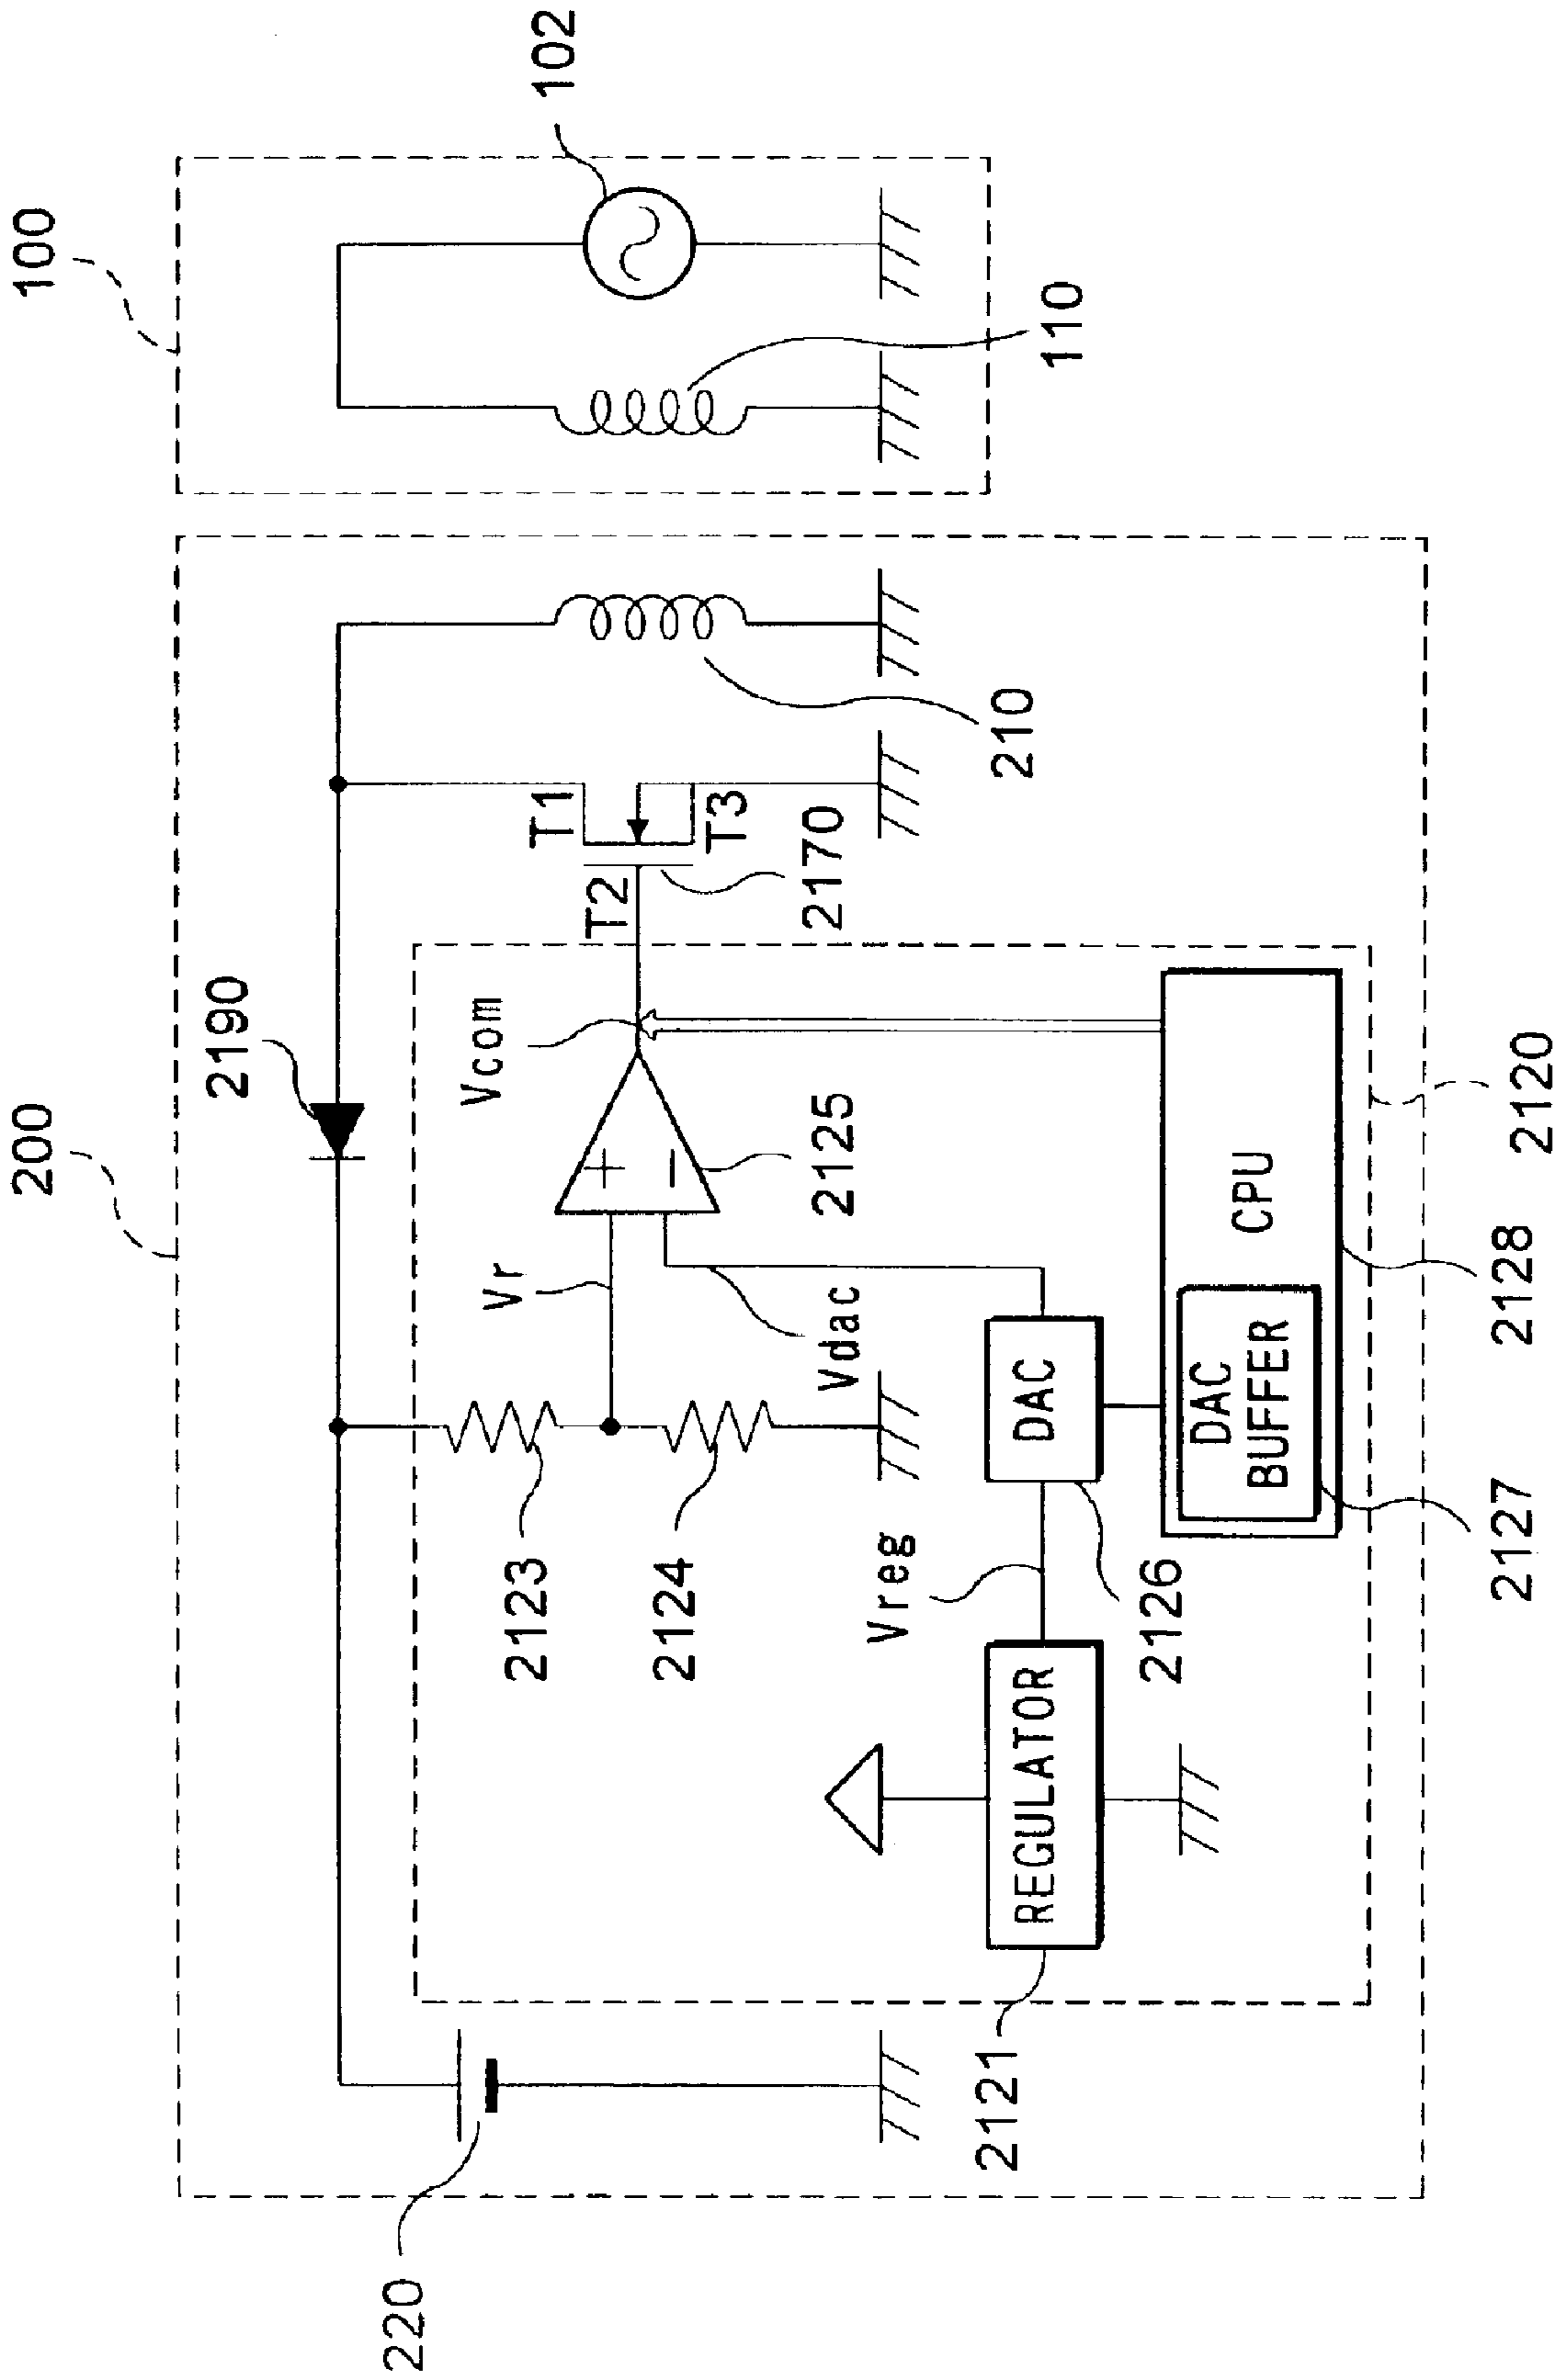 200
100
2190
102
Vcom
T1
T2
T3
2170
Vr
2125
110
210
Vdac
2123
2124
220
Vreg
DAC
2126
REGULATOR
2121
CPU
DAC
BUFFER
2127
2128
2120